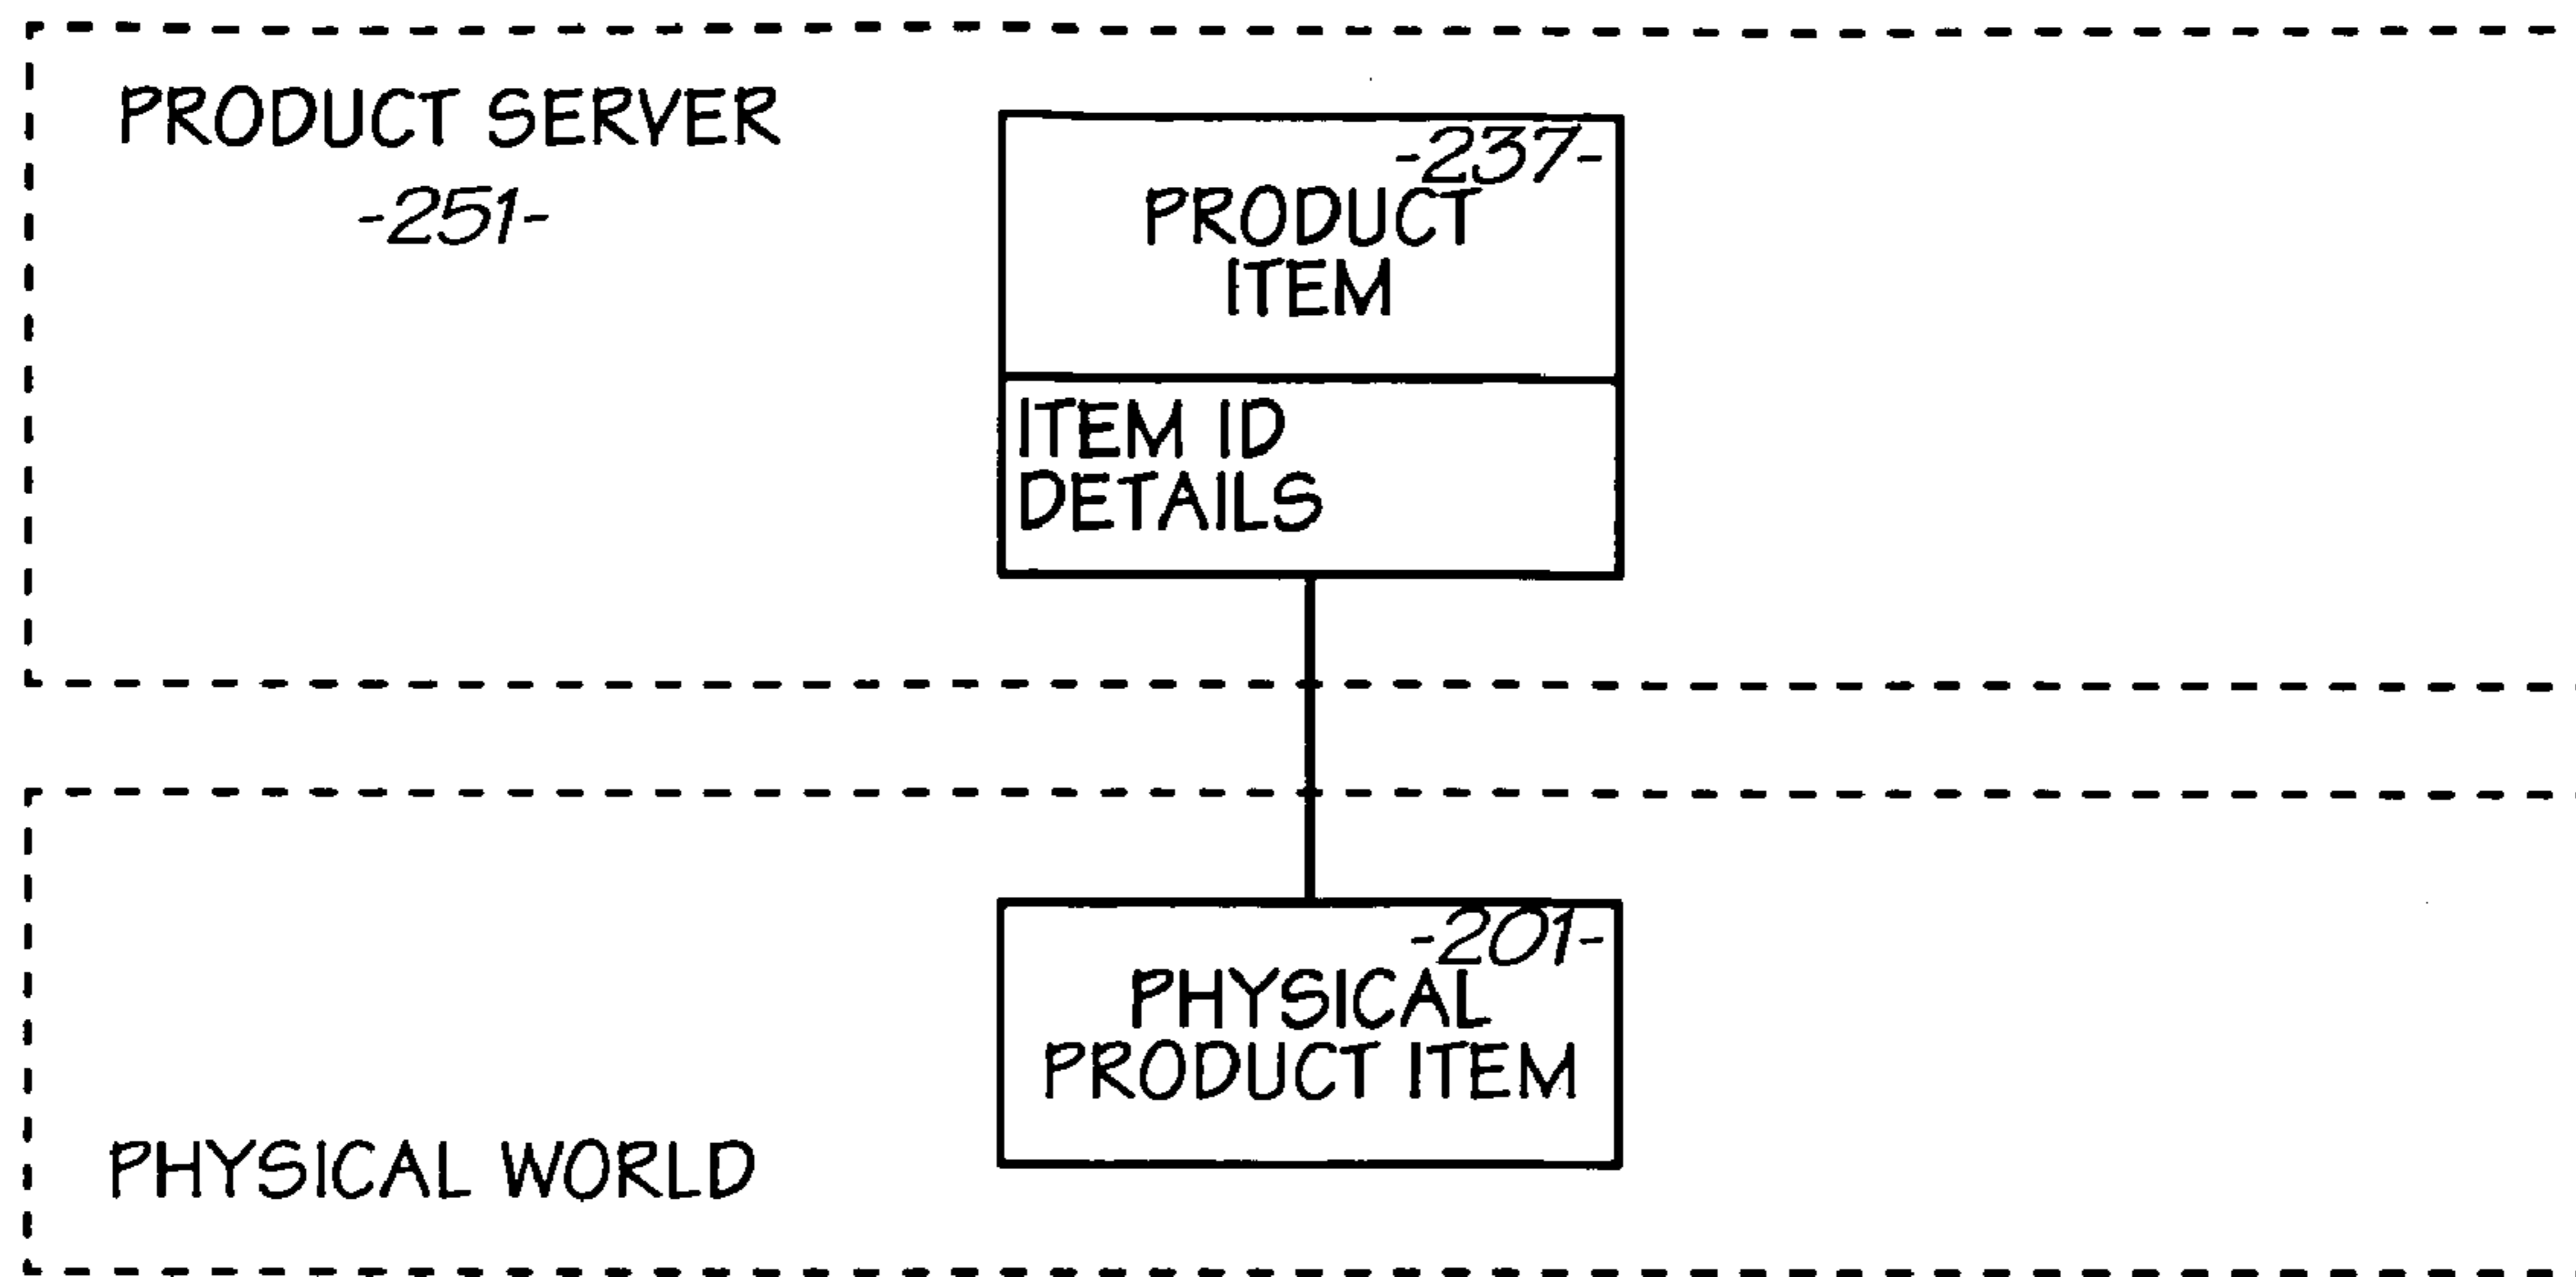 PRODUCT SERVER
-251-
-237-
PRODUCT
ITEM
ITEM ID
DETAILS
-201-
PHYSICAL
PRODUCT ITEM
PHYSICAL WORLD